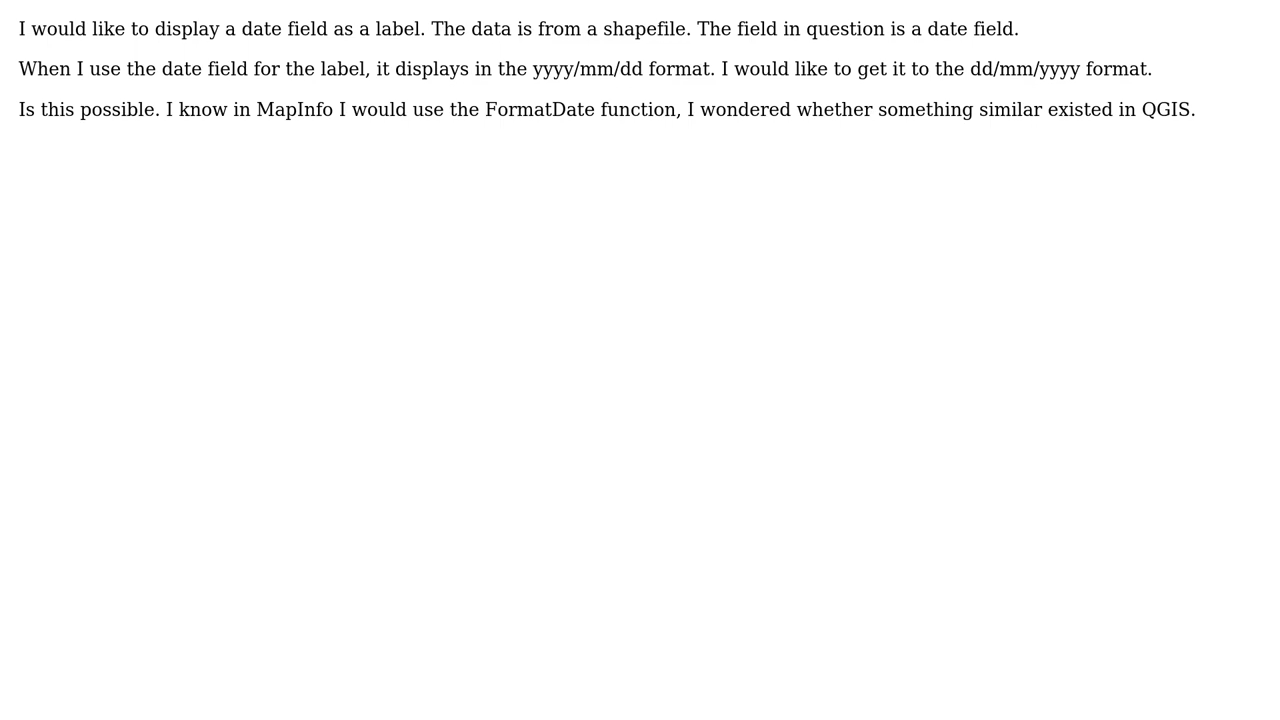 I would like to display a date field as a label. The data is from a shapefile. The field in question is a date field.
When I use the date field for the label, it displays in the yyyy/mm/dd format. I would like to get it to the dd/mm/yyyy format.
Is this possible. I know in MapInfo I would use the FormatDate function, I wondered whether something similar existed in QGIS.